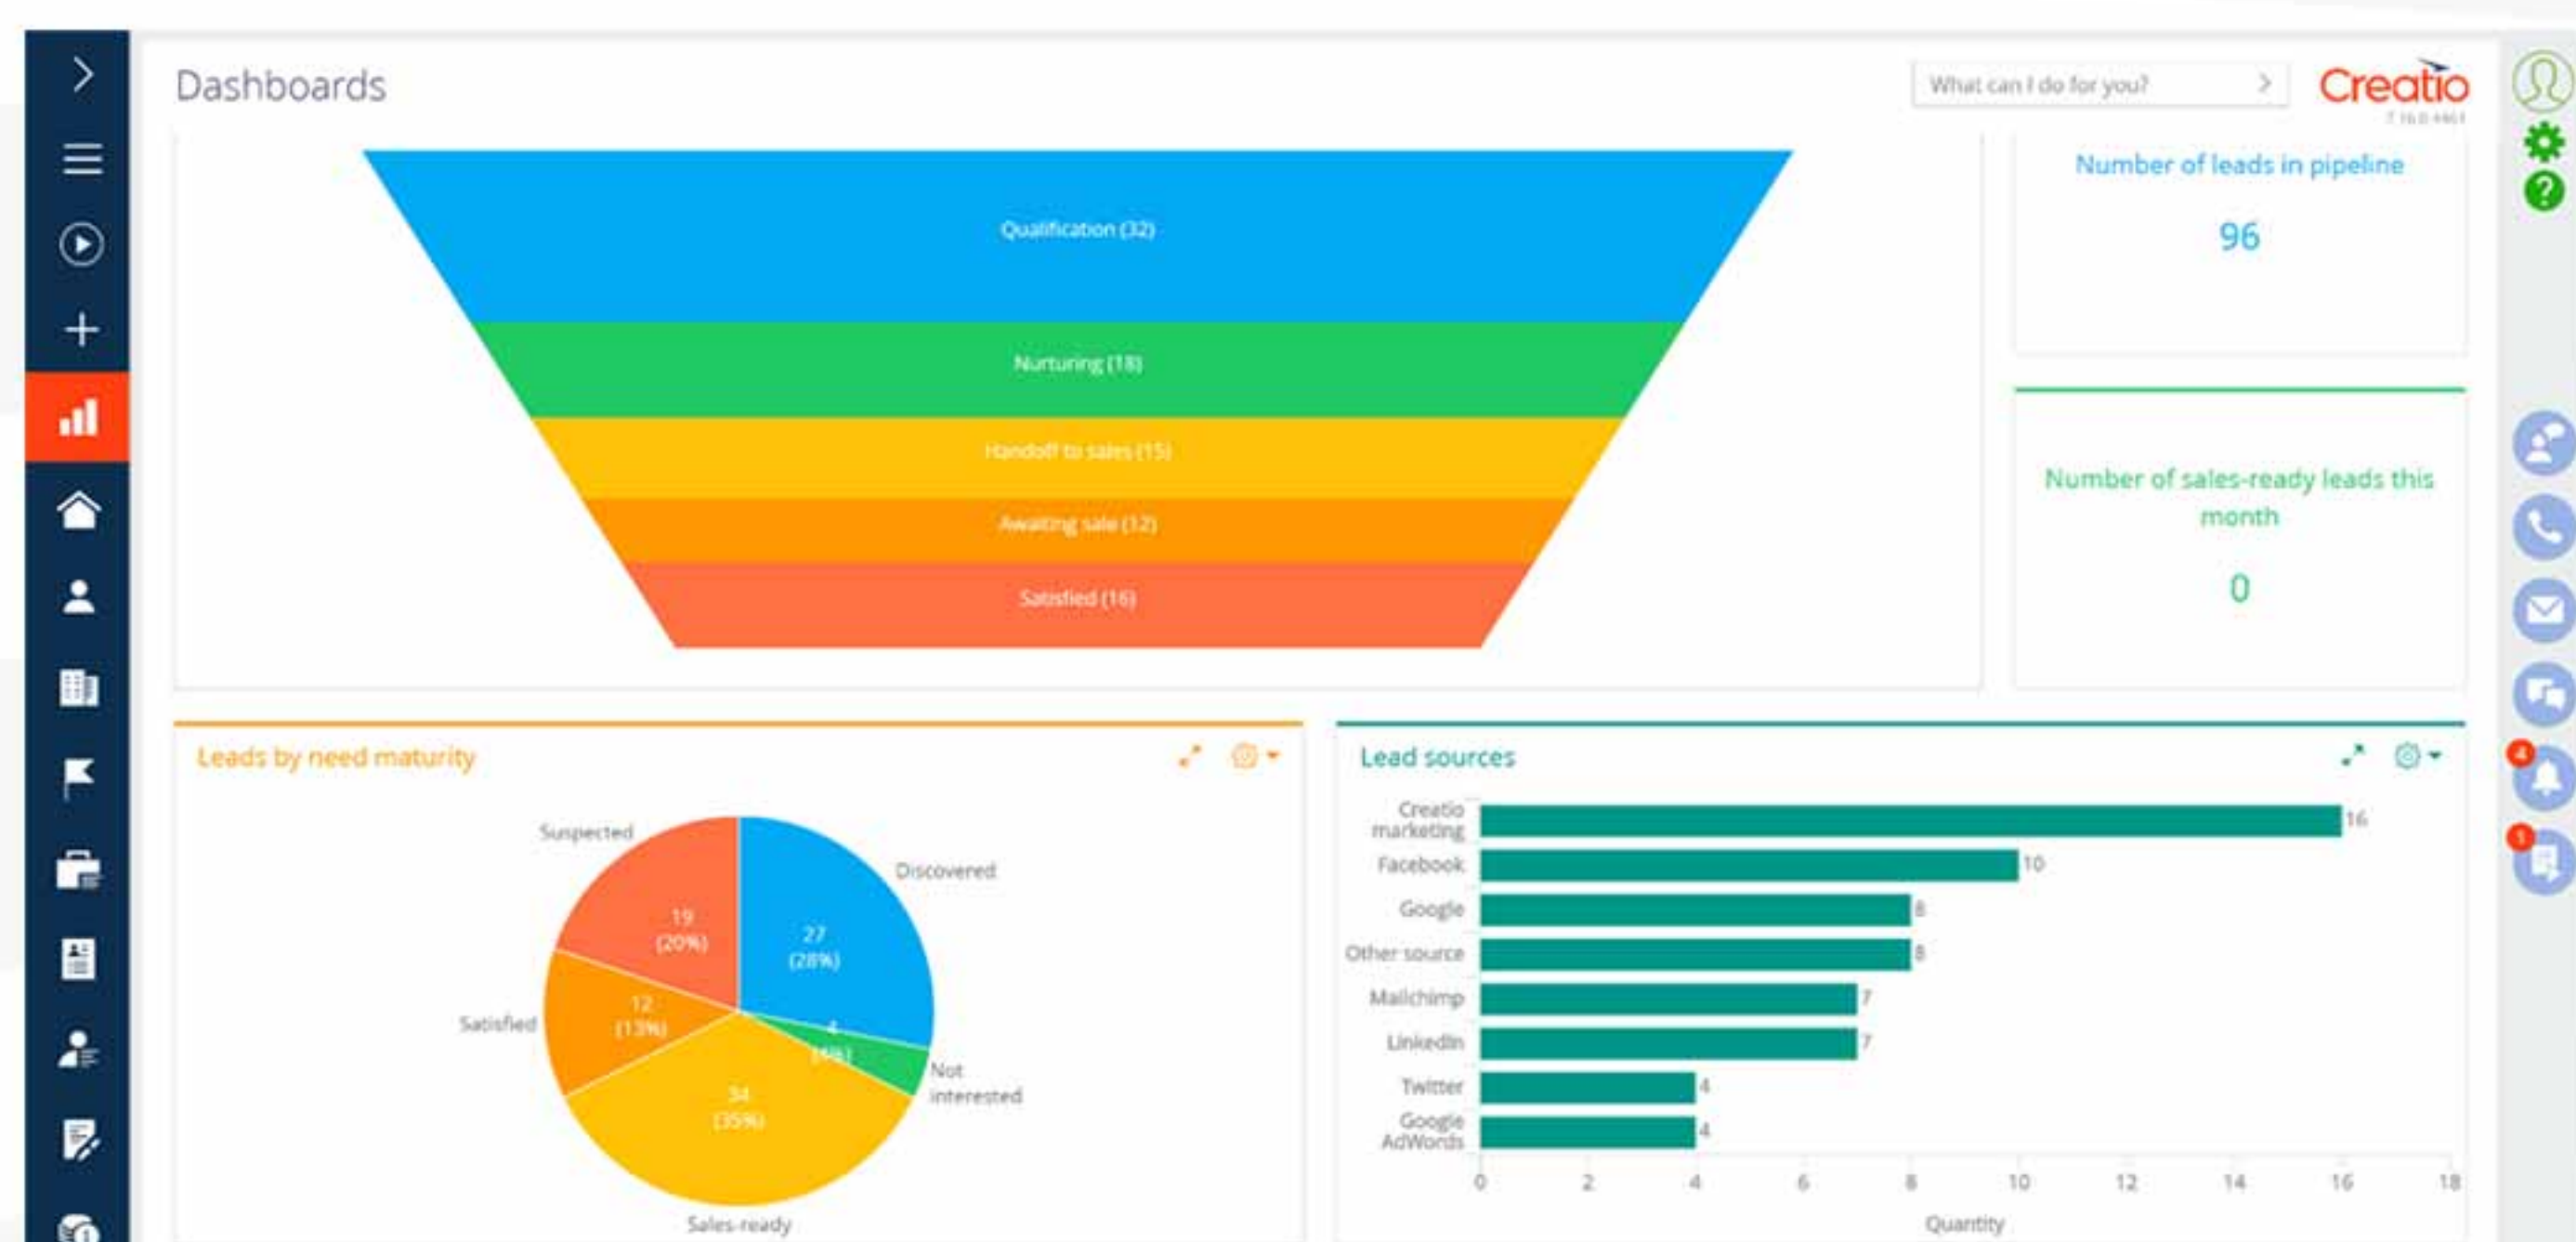 Dashboards
What can I do for you?
Creatio
Qualification (32)
Nurturing (18)
Handoff to sales (15)
Awaiting sale (12)
Satisfied (16)
Number of leads in pipeline
96
Number of sales-ready leads this
month
0
4
1
Leads by need maturity
Suspected
Discovered
19
(20%)
27
(28%)
Satisfied
12
(13%)
4
(4%)
Not
interested
34
(35%)
Sales-ready
Lead sources
Creatio
marketing
16
Facebook
10
Google
8
Other source
8
Mailchimp
7
LinkedIn
7
Twitter
4
Google
AdWords
4
0 2 4 6 8 10 12 14 16 18
Quantity